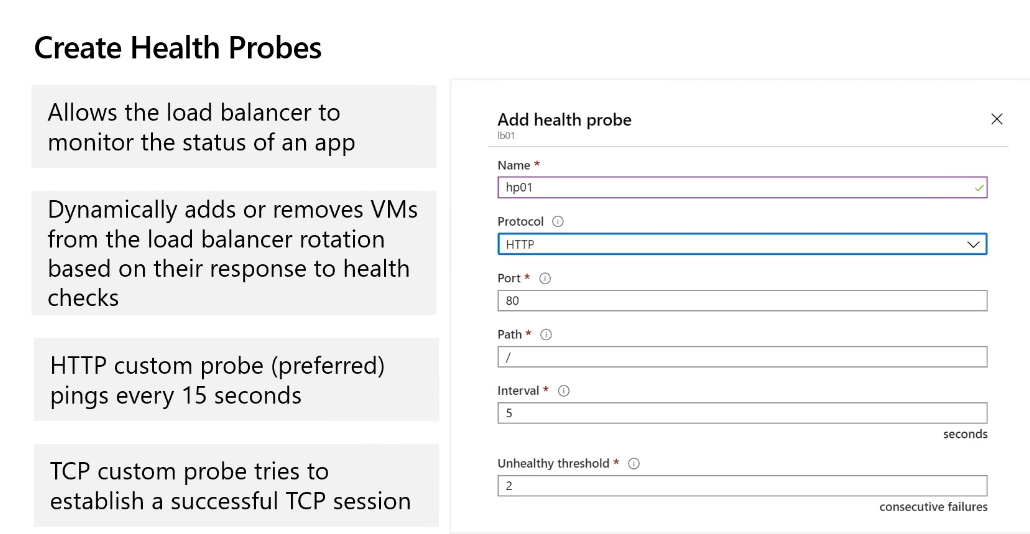 Create Health Probes
Allows the load balancer to
monitor the status of an app
Dynamically adds or removes VMs
from the load balancer rotation
based on their response to health
checks
HTTP custom probe (preferred)
pings every 15 seconds
TCP custom probe tries to
establish a successful TCP session
Add health probe
lb01
Name *
hp01
Protocol
HTTP
Port *
80
Path *
/
Interval *
5
seconds
Unhealthy threshold *
2
consecutive failures